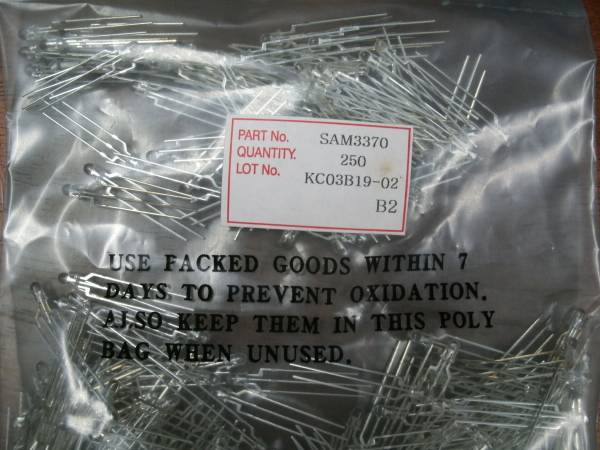 PART No. SAM3370
QUANTITY. 250
LOT No. KC03B19-02
B2
USE PACKED GOODS WITHIN 7
DAYS TO PREVENT OXIDATION.
ALSO KEEP THEM IN THIS POLY
BAG WHEN UNUSED.